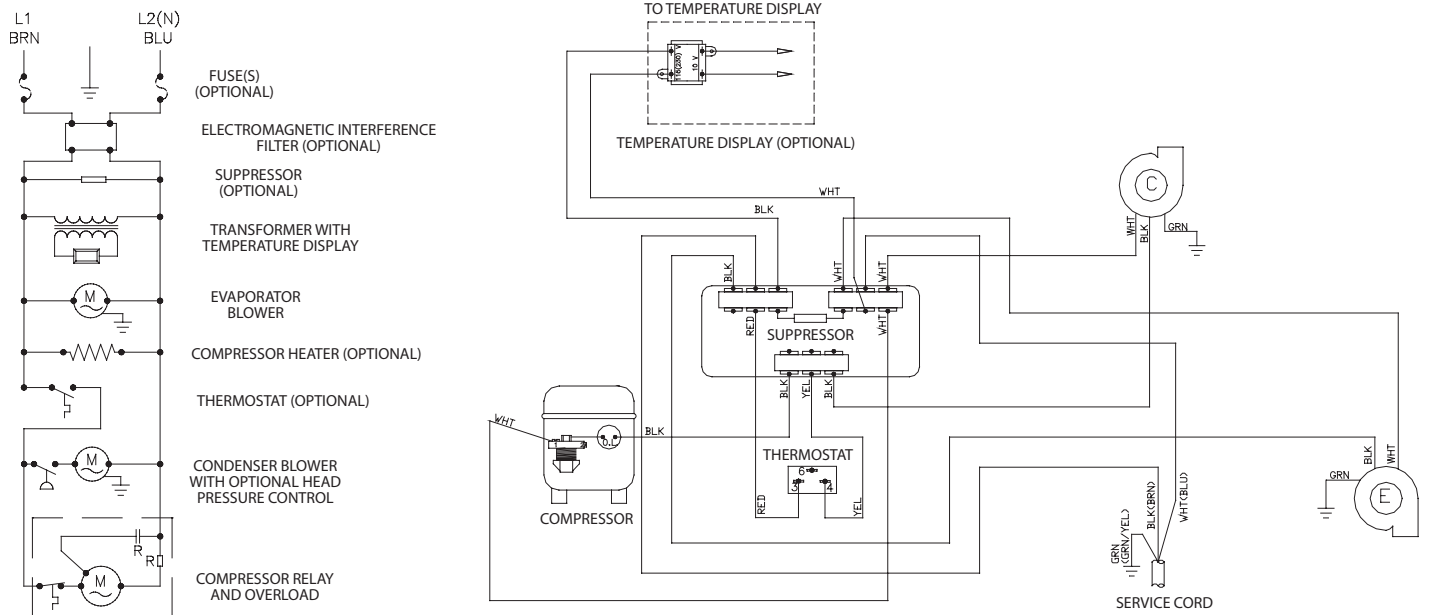 L1
BRN
L2(N)
BLU
FUSE(S)
(OPTIONAL)
ELECTROMAGNETIC INTERFERENCE
FILTER (OPTIONAL)
SUPPRESSOR
(OPTIONAL)
TRANSFORMER WITH
TEMPERATURE DISPLAY
M
EVAPORATOR
BLOWER
COMPRESSOR HEATER (OPTIONAL)
THERMOSTAT (OPTIONAL)
M
CONDENSER BLOWER
WITH OPTIONAL HEAD
PRESSURE CONTROL
R
R
M
COMPRESSOR RELAY
AND OVERLOAD
TO TEMPERATURE DISPLAY
10 V
TEMPERATURE DISPLAY (OPTIONAL)
WHT
BLK
C
WHT
BLK
GRN
BLK
WHT
WHT
RED
SUPPRESSOR
WHT
BLK
YEL
BLK
WHT
O.L.
BLK
COMPRESSOR
THERMOSTAT
6
3
4
RED
YEL
BLK
WHT
GRN
E
GRN
(GRN/YEL)
BLK(BRN)
WHT(BLU)
SERVICE CORD